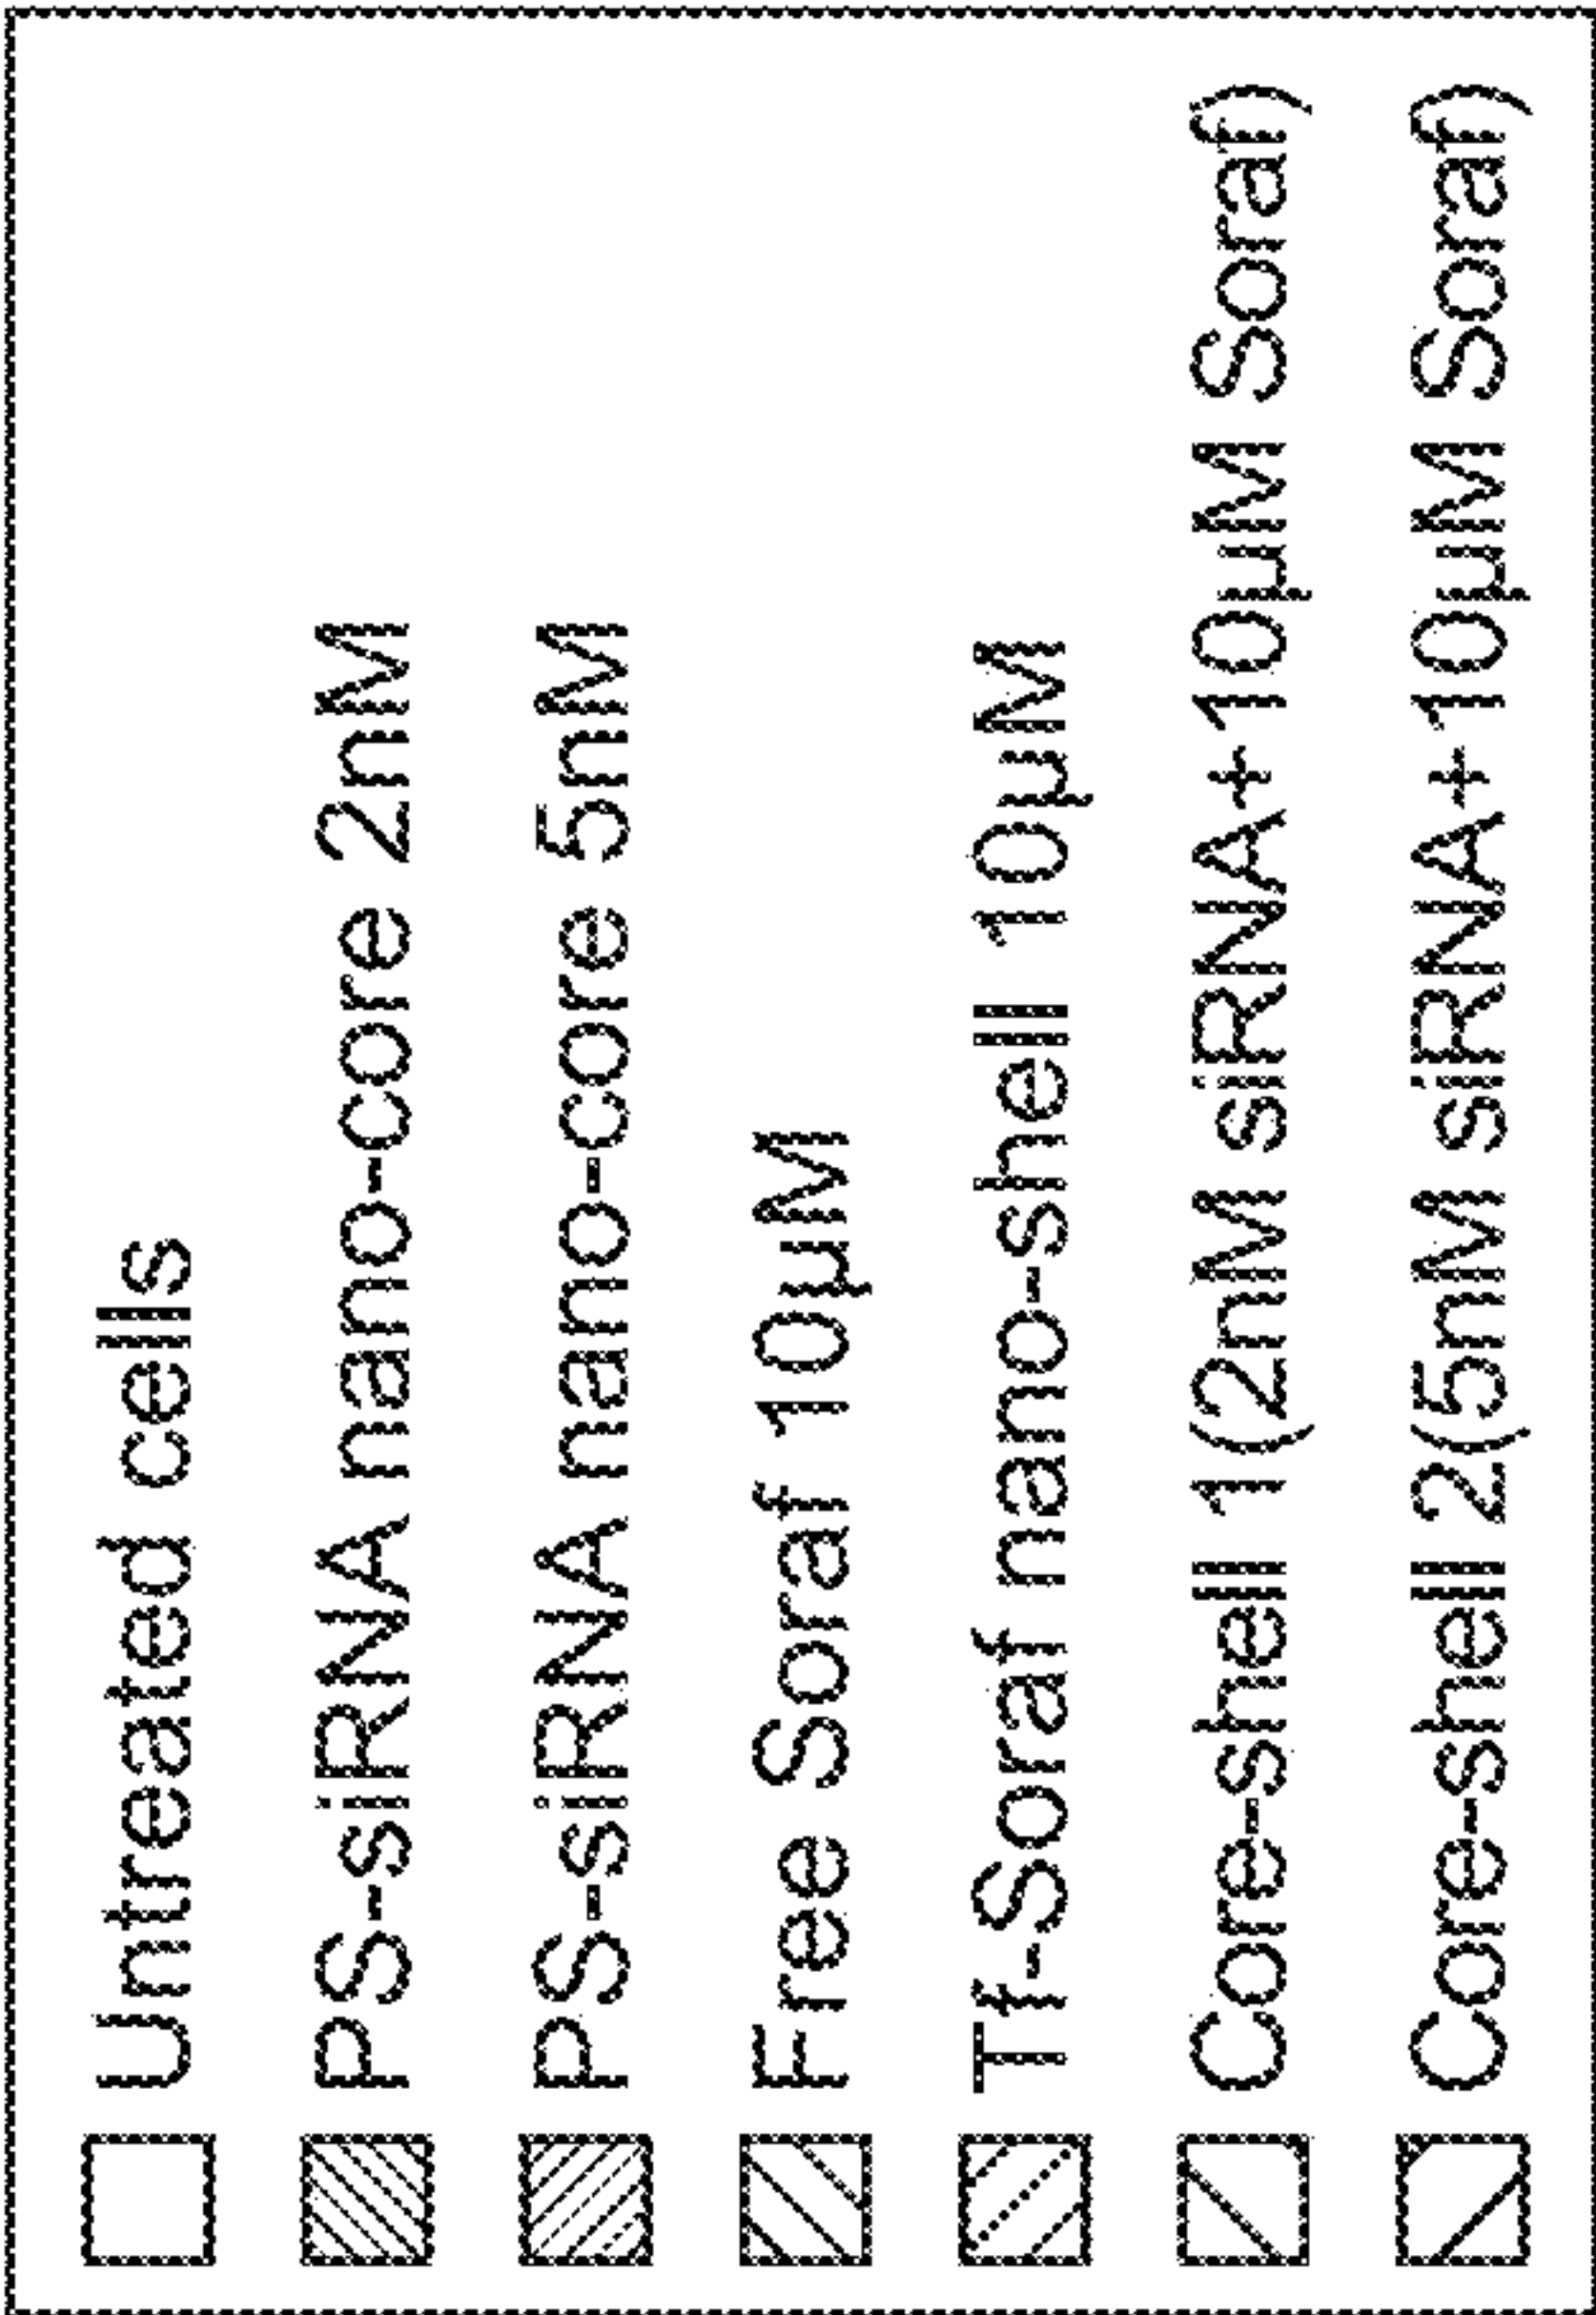 Untreated cells
PS-siRNA nano-core 2nM
PS-siRNA nano-core 5nM
Free Soraf 10µM
Tf-Soraf nano-shell 10µM
Core-shell 1(2nM siRNA+10µM Soraf)
Core-shell 2(5nM siRNA+10µM Soraf)